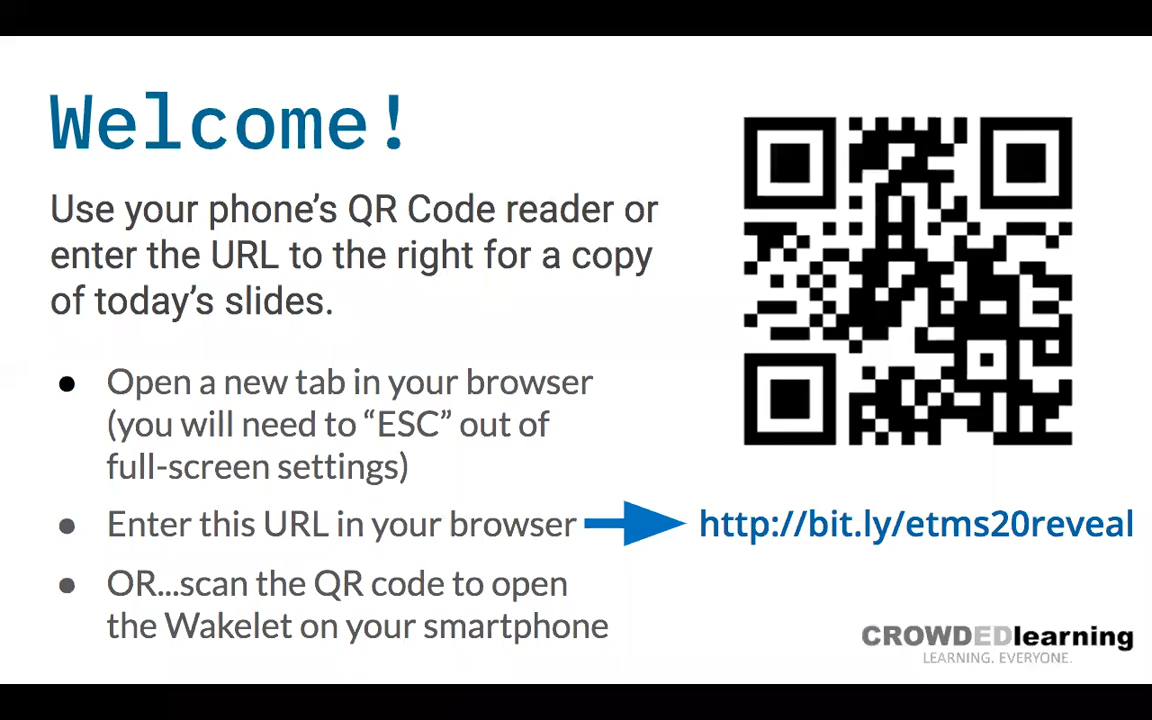 Welcome!
Use your phone’s QR Code reader or
enter the URL to the right for a copy
of today’s slides.
● Open a new tab in your browser
(you will need to “ESC” out of
full-screen settings)
● Enter this URL in your browser
http://bit.ly/etms20reveal
● OR...scan the QR code to open
the Wakelet on your smartphone
CROWDEDlearning
LEARNING. EVERYONE.